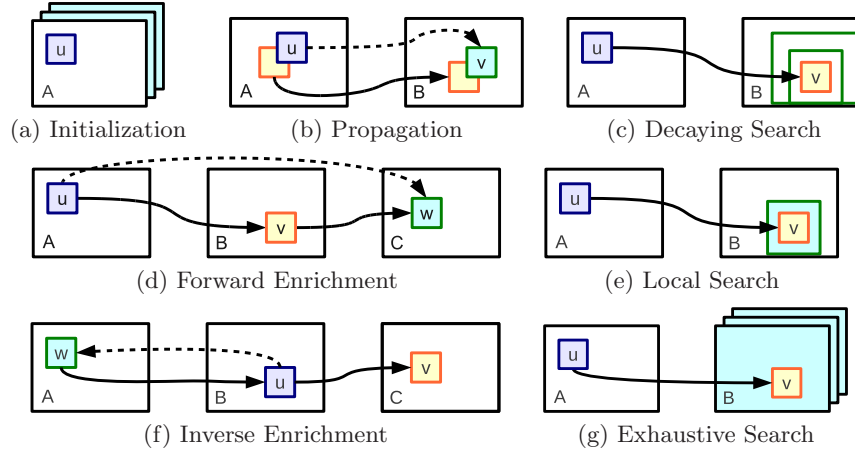 u
A
(a) Initialization
u
v
A
B
(b) Propagation
u
v
A
B
(c) Decaying Search
u
v
w
A
B
C
(d) Forward Enrichment
u
v
A
B
(e) Local Search
w
u
v
A
B
C
(f) Inverse Enrichment
u
v
A
B
(g) Exhaustive Search